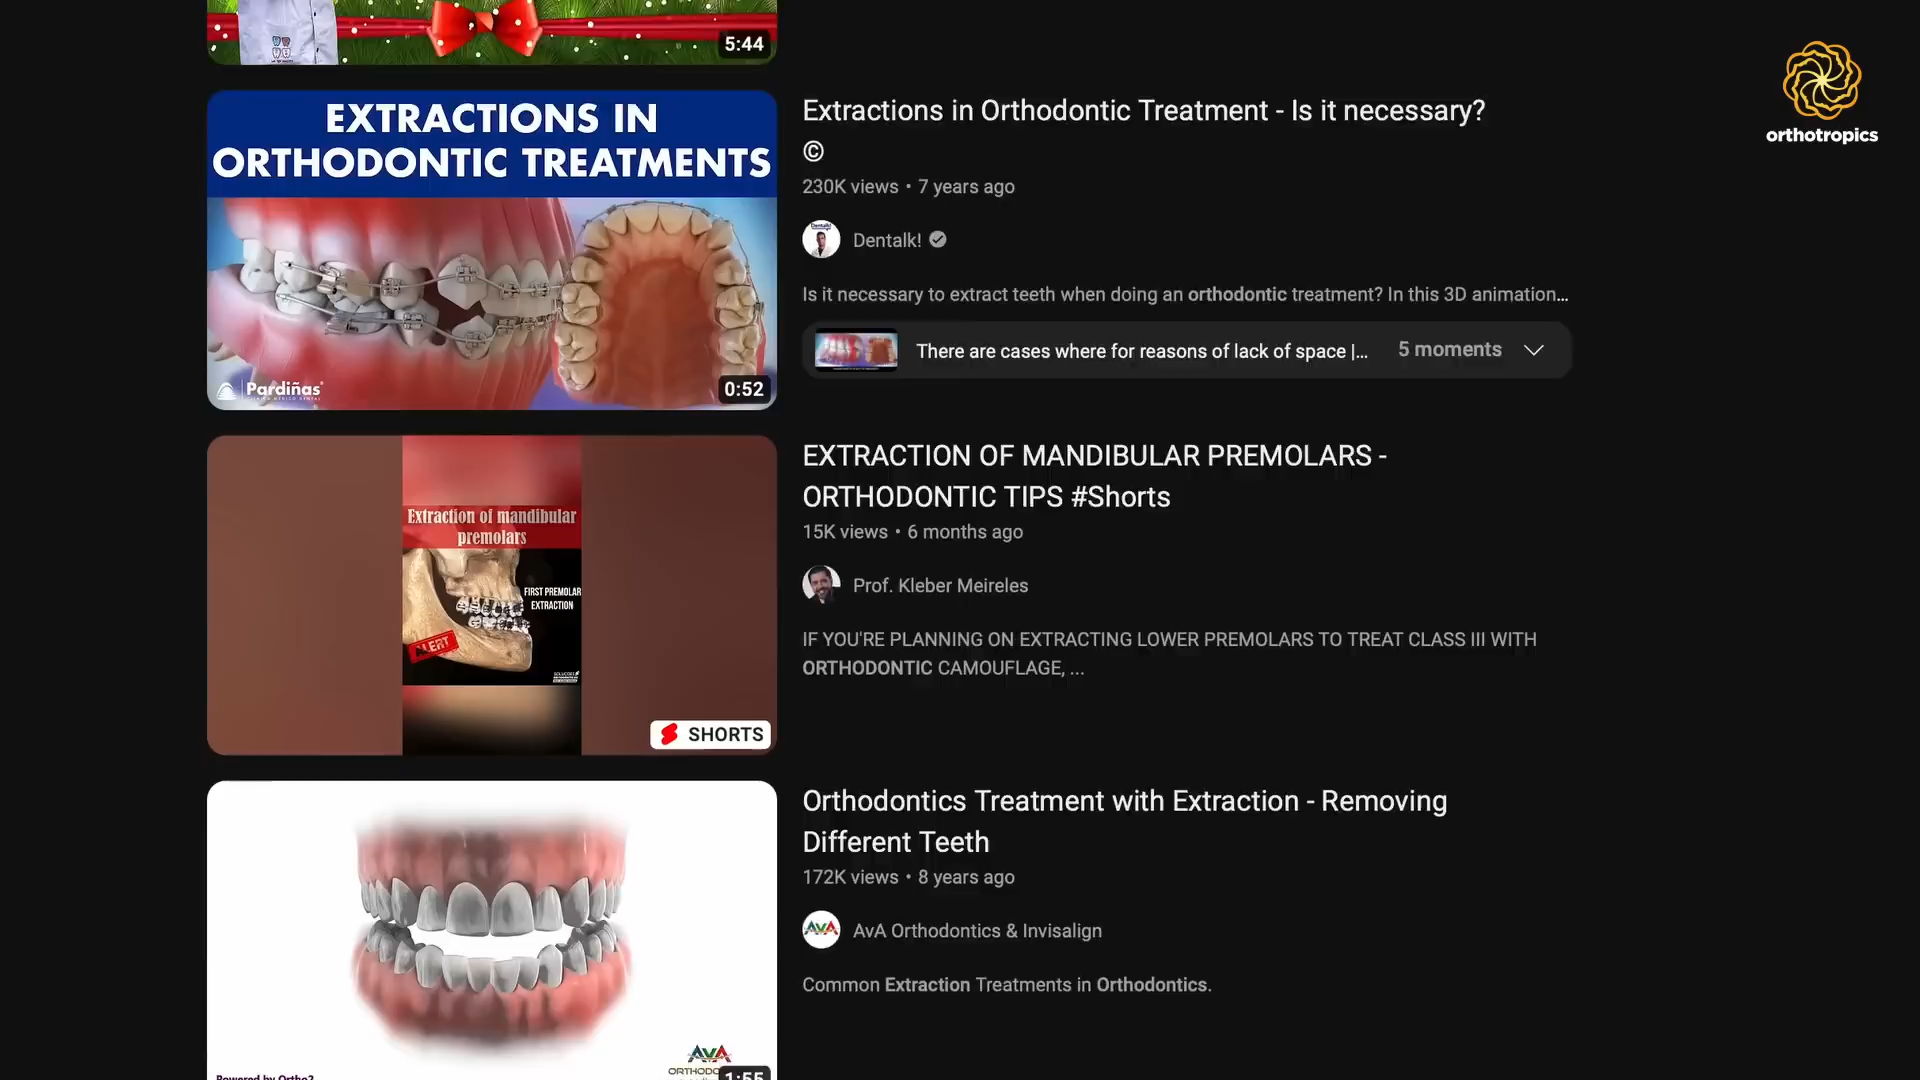 5:44
orthotropics
EXTRACTIONS IN
ORTHODONTIC TREATMENTS
Pardiñas
0:52
Extractions in Orthodontic Treatment - Is it necessary?
©
230K views • 7 years ago
Dentalk!
Is it necessary to extract teeth when doing an orthodontic treatment? In this 3D animation...
There are cases where for reasons of lack of space |...
5 moments
Extraction of mandibular
premolars
FIRST PREMOLAR
EXTRACTION
ALERT
SHORTS
EXTRACTION OF MANDIBULAR PREMOLARS -
ORTHODONTIC TIPS #Shorts
15K views • 6 months ago
Prof. Kleber Meireles
IF YOU'RE PLANNING ON EXTRACTING LOWER PREMOLARS TO TREAT CLASS III WITH
ORTHODONTIC CAMOUFLAGE, ...
AvA
1:55
Orthodontics Treatment with Extraction - Removing
Different Teeth
172K views • 8 years ago
AvA
AvA Orthodontics & Invisalign
Common Extraction Treatments in Orthodontics.